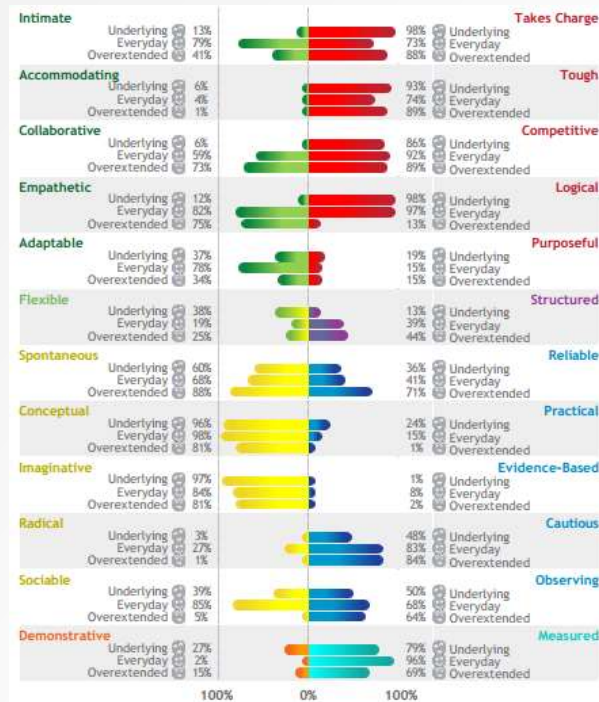 Intimate Takes Charge
Underlying 13% 98% Underlying
Everyday 79% 73% Everyday
Overextended 41% 88% Overextended
Accommodating Tough
Underlying 6% 93% Underlying
Everyday 4% 74% Everyday
Overextended 1% 89% Overextended
Collaborative Competitive
Underlying 6% 86% Underlying
Everyday 59% 92% Everyday
Overextended 73% 89% Overextended
Empathetic Logical
Underlying 12% 98% Underlying
Everyday 82% 97% Everyday
Overextended 75% 13% Overextended
Adaptable Purposeful
Underlying 37% 19% Underlying
Everyday 78% 15% Everyday
Overextended 34% 15% Overextended
Flexible Structured
Underlying 38% 13% Underlying
Everyday 19% 39% Everyday
Overextended 25% 44% Overextended
Spontaneous Reliable
Underlying 60% 36% Underlying
Everyday 68% 41% Everyday
Overextended 88% 71% Overextended
Conceptual Practical
Underlying 96% 24% Underlying
Everyday 98% 15% Everyday
Overextended 81% 1% Overextended
Imaginative Evidence-Based
Underlying 97% 1% Underlying
Everyday 84% 8% Everyday
Overextended 81% 2% Overextended
Radical Cautious
Underlying 3% 48% Underlying
Everyday 27% 83% Everyday
Overextended 1% 84% Overextended
Sociable Observing
Underlying 39% 50% Underlying
Everyday 85% 68% Everyday
Overextended 5% 64% Overextended
Demonstrative Measured
Underlying 27% 79% Underlying
Everyday 2% 96% Everyday
Overextended 15% 69% Overextended
100% 0% 100%